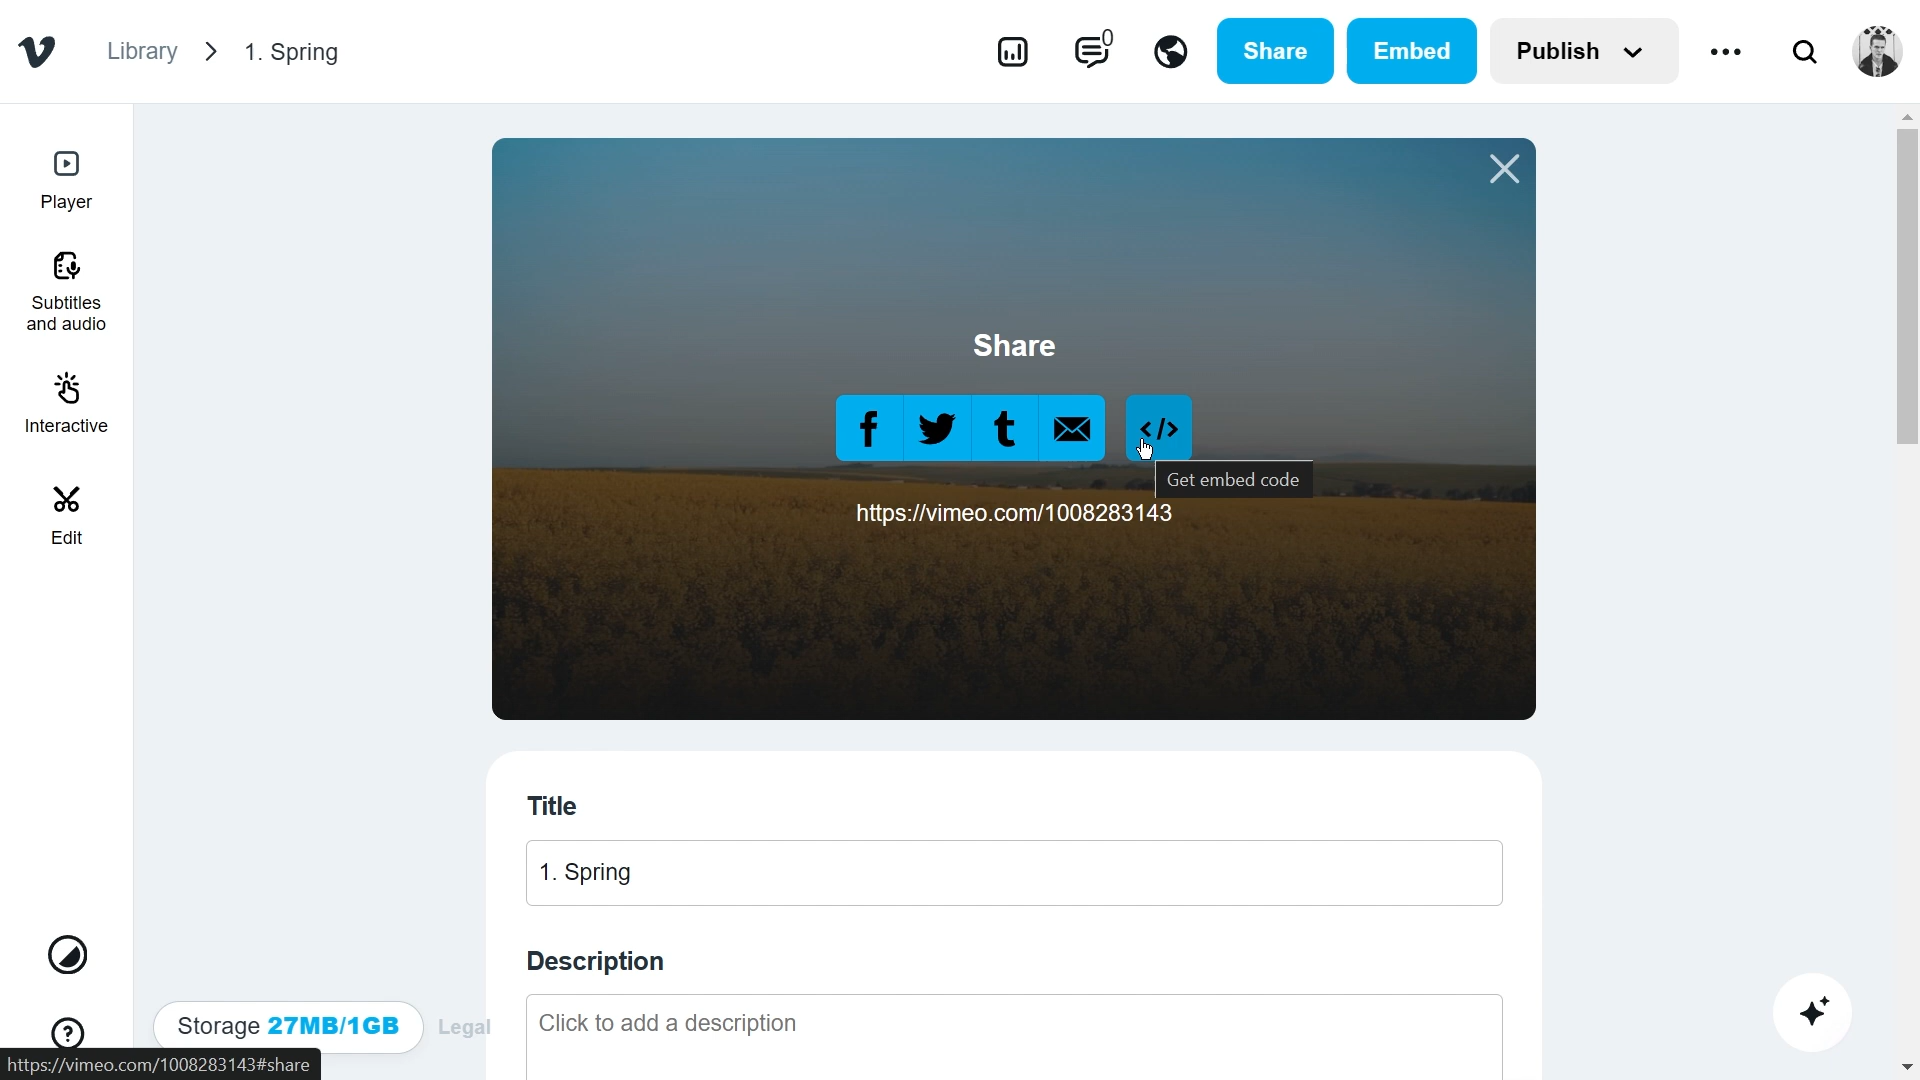 Library > 1. Spring
0
Share
Embed
Publish
Player
Subtitles
and audio
Interactive
Edit
Share
</>
Get embed code
https://vimeo.com/1008283143
Title
1. Spring
Description
Click to add a description
Storage 27MB/1GB
Legal
https://vimeo.com/1008283143#share